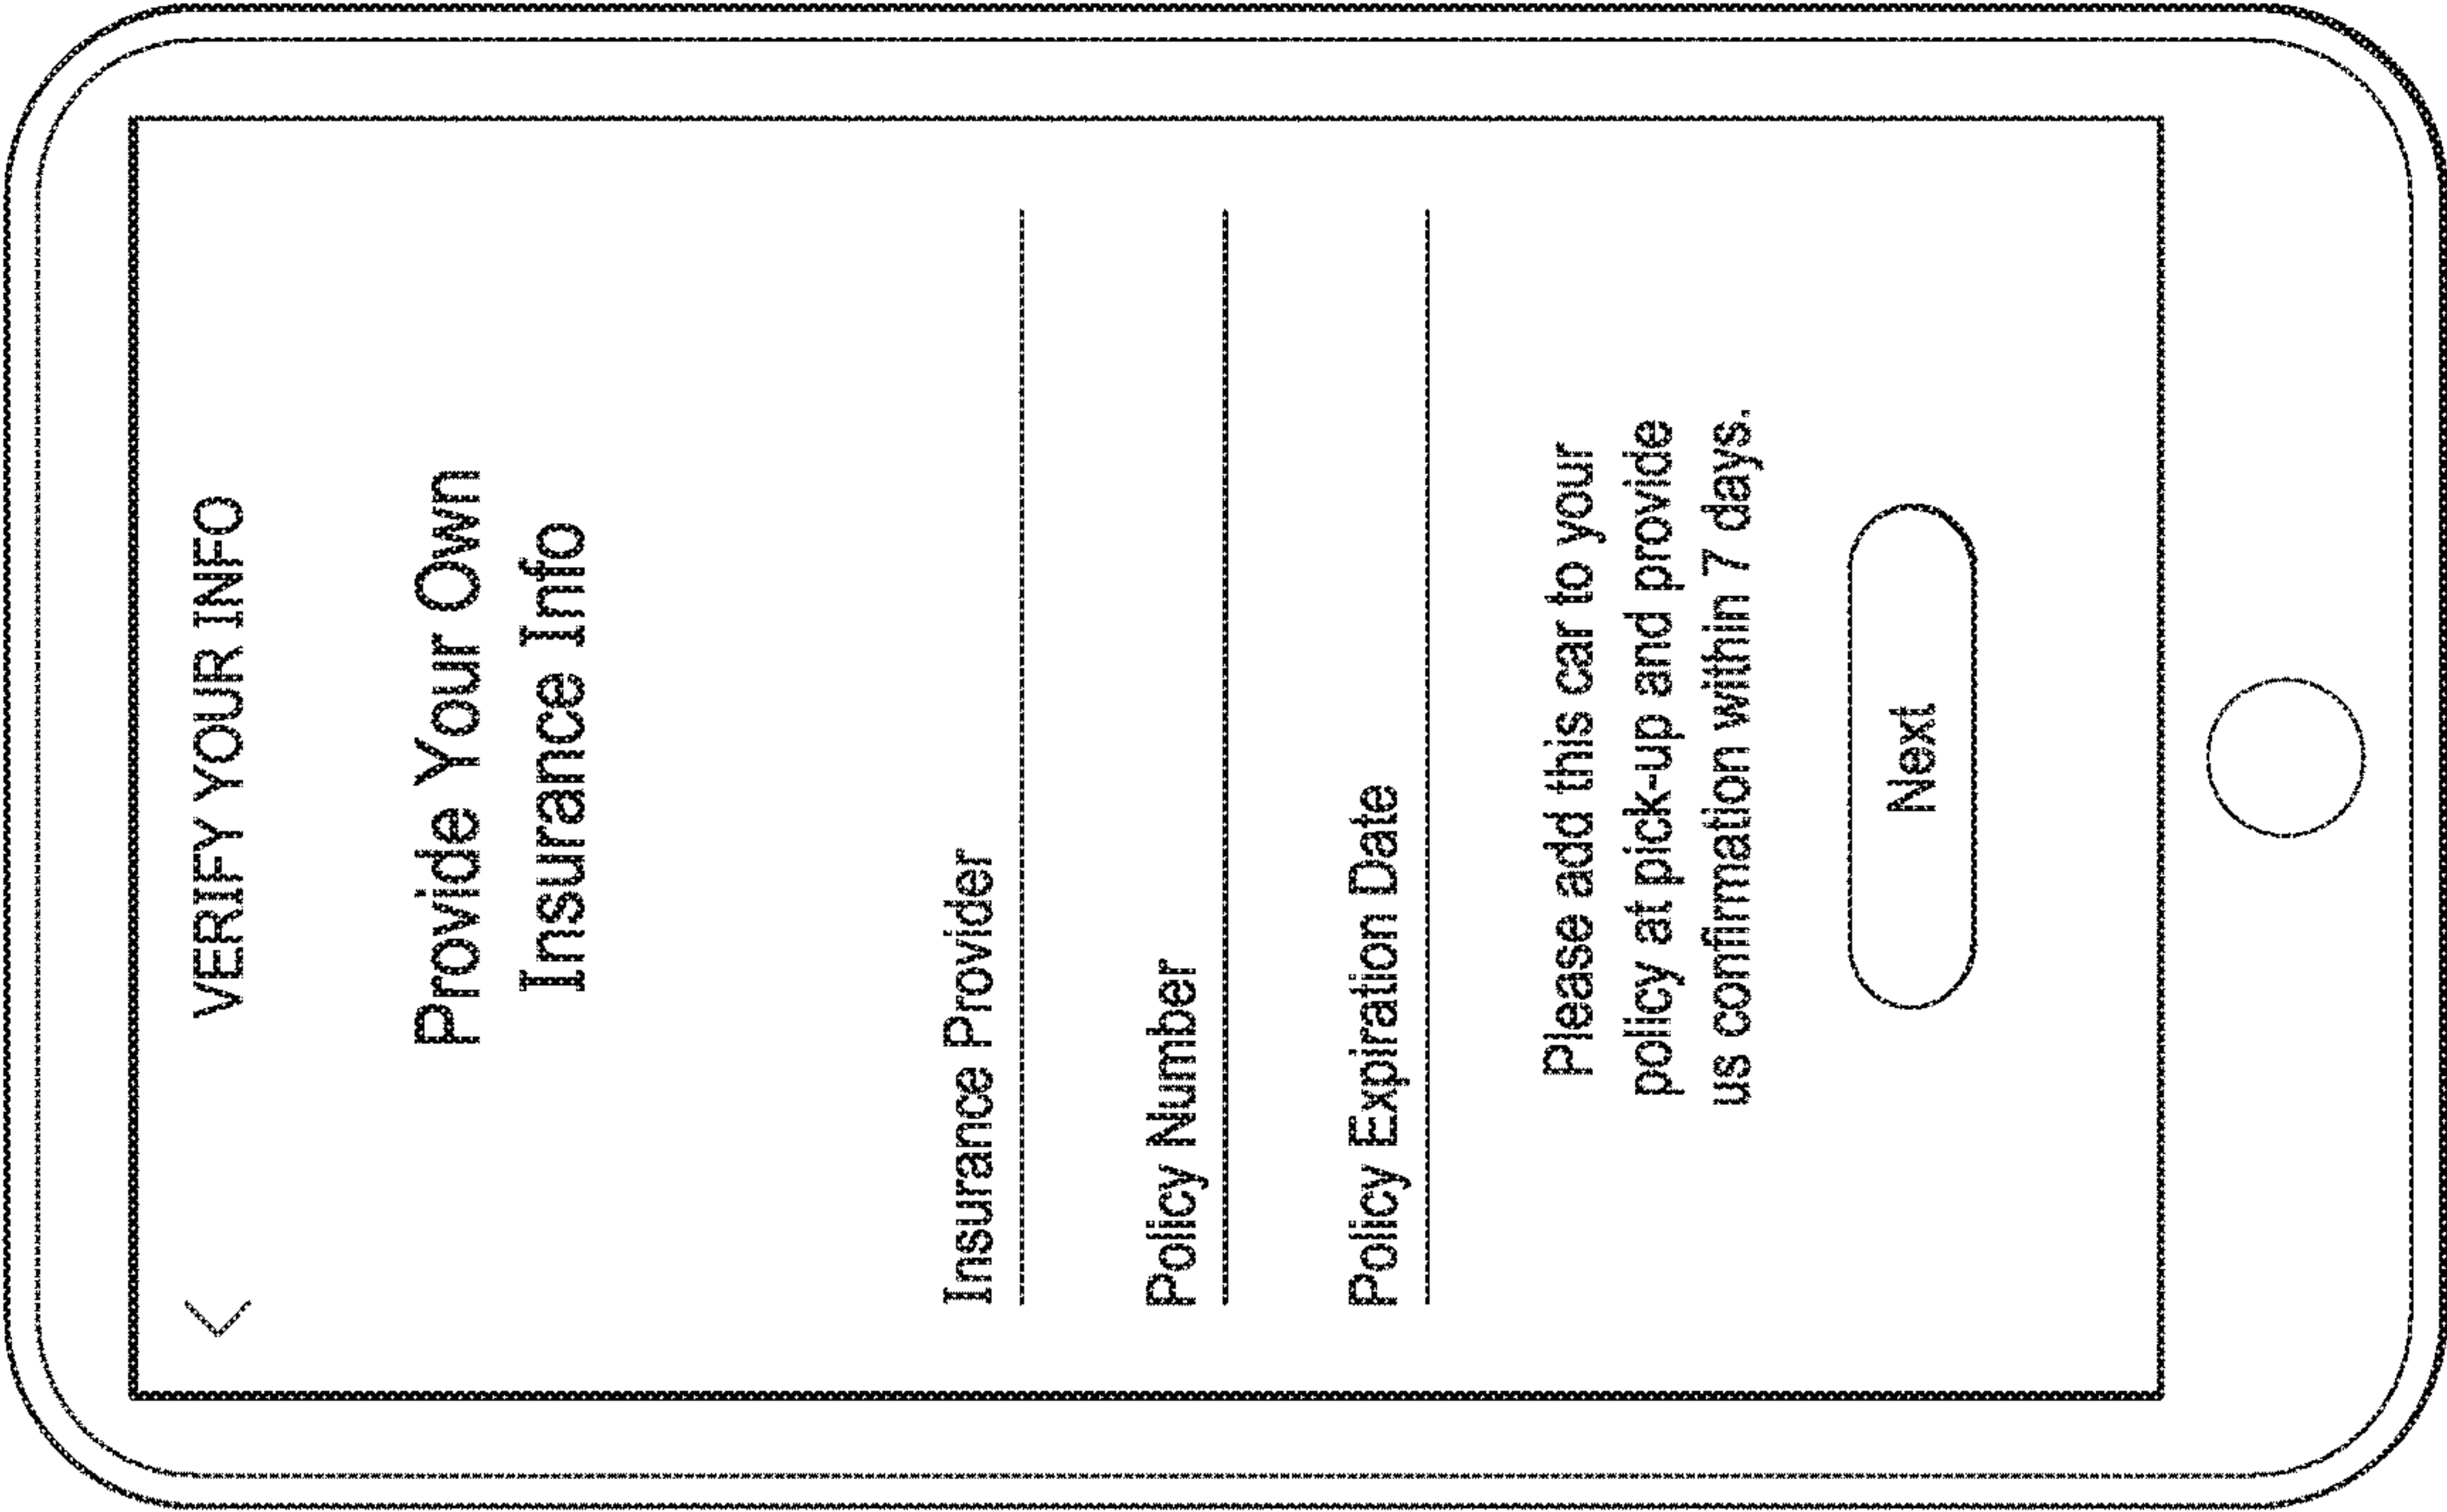 VERIFY YOUR INFO
Provide Your Own
Insurance Info
Insurance Provider
Policy Number
Policy Expiration Date
Please add this car to your
policy at pick-up and provide
us confirmation within 7 days.
Next